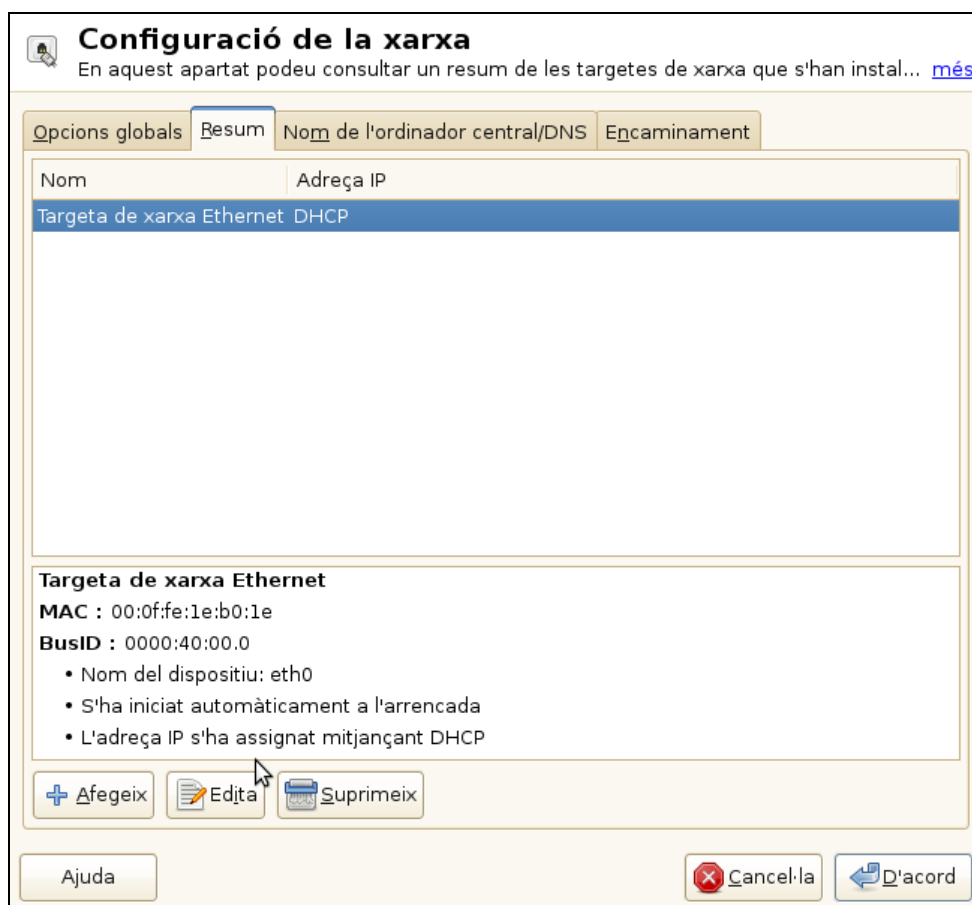 Configuració de la xarxa
En aquest apartat podeu consultar un resum de les targetes de xarxa que s'han instal... més
Opcions globals Resum Nom de l'ordinador central/DNS Encaminament
Nom Adreça IP
Targeta de xarxa Ethernet DHCP
Targeta de xarxa Ethernet
MAC : 00:0f:fe:1e:b0:1e
BusID : 0000:40:00.0
• Nom del dispositiu: eth0
• S'ha iniciat automàticament a l'arrencada
• L'adreça IP s'ha assignat mitjançant DHCP
Afegeix Edita Suprimeix
Ajuda Cancel·la D'acord